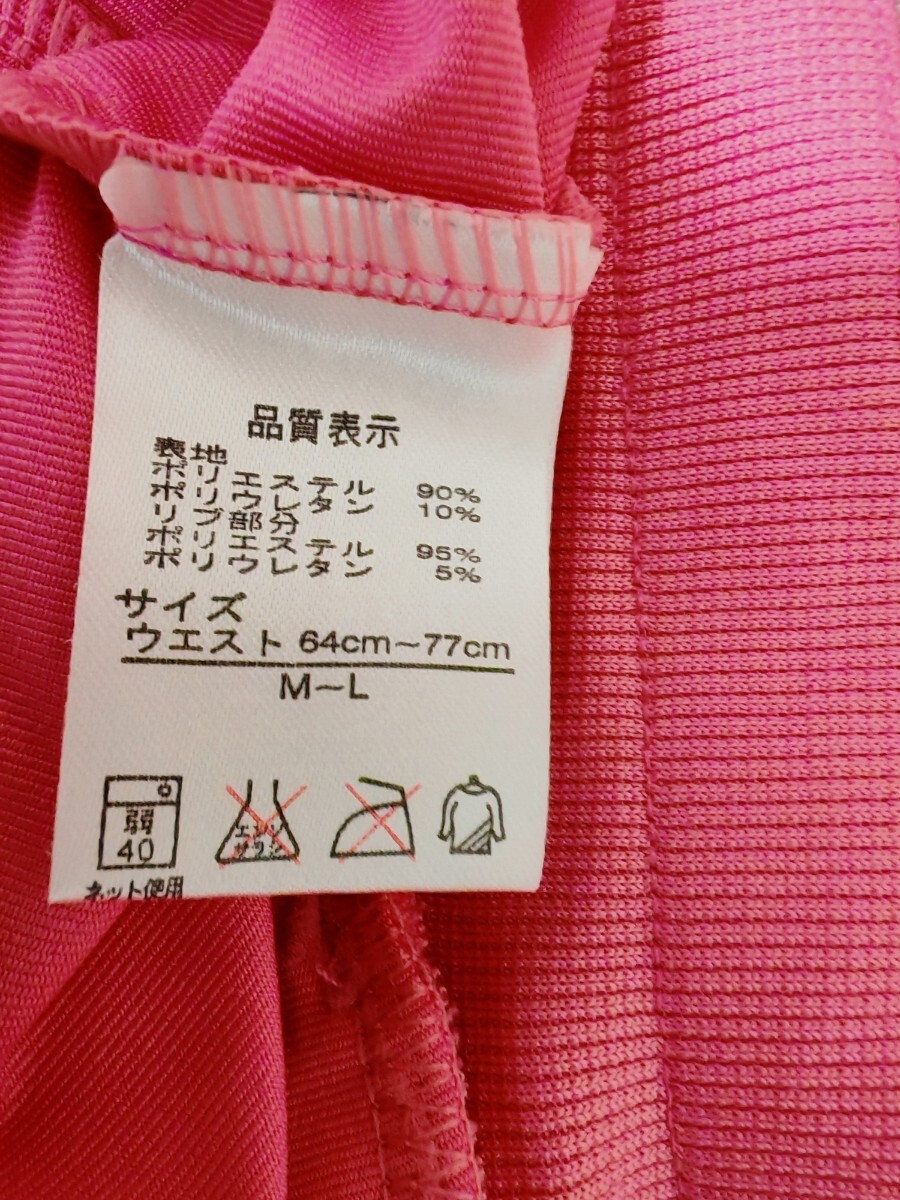 品質表示
表地
ポリエステル 90%
ポリウレタン 10%
リブ部分
ポリエステル 95%
ポリウレタン 5%
サイズ
ウエスト 64cm~77cm
M~L
弱
40
エンソ
サラシ
ネット使用